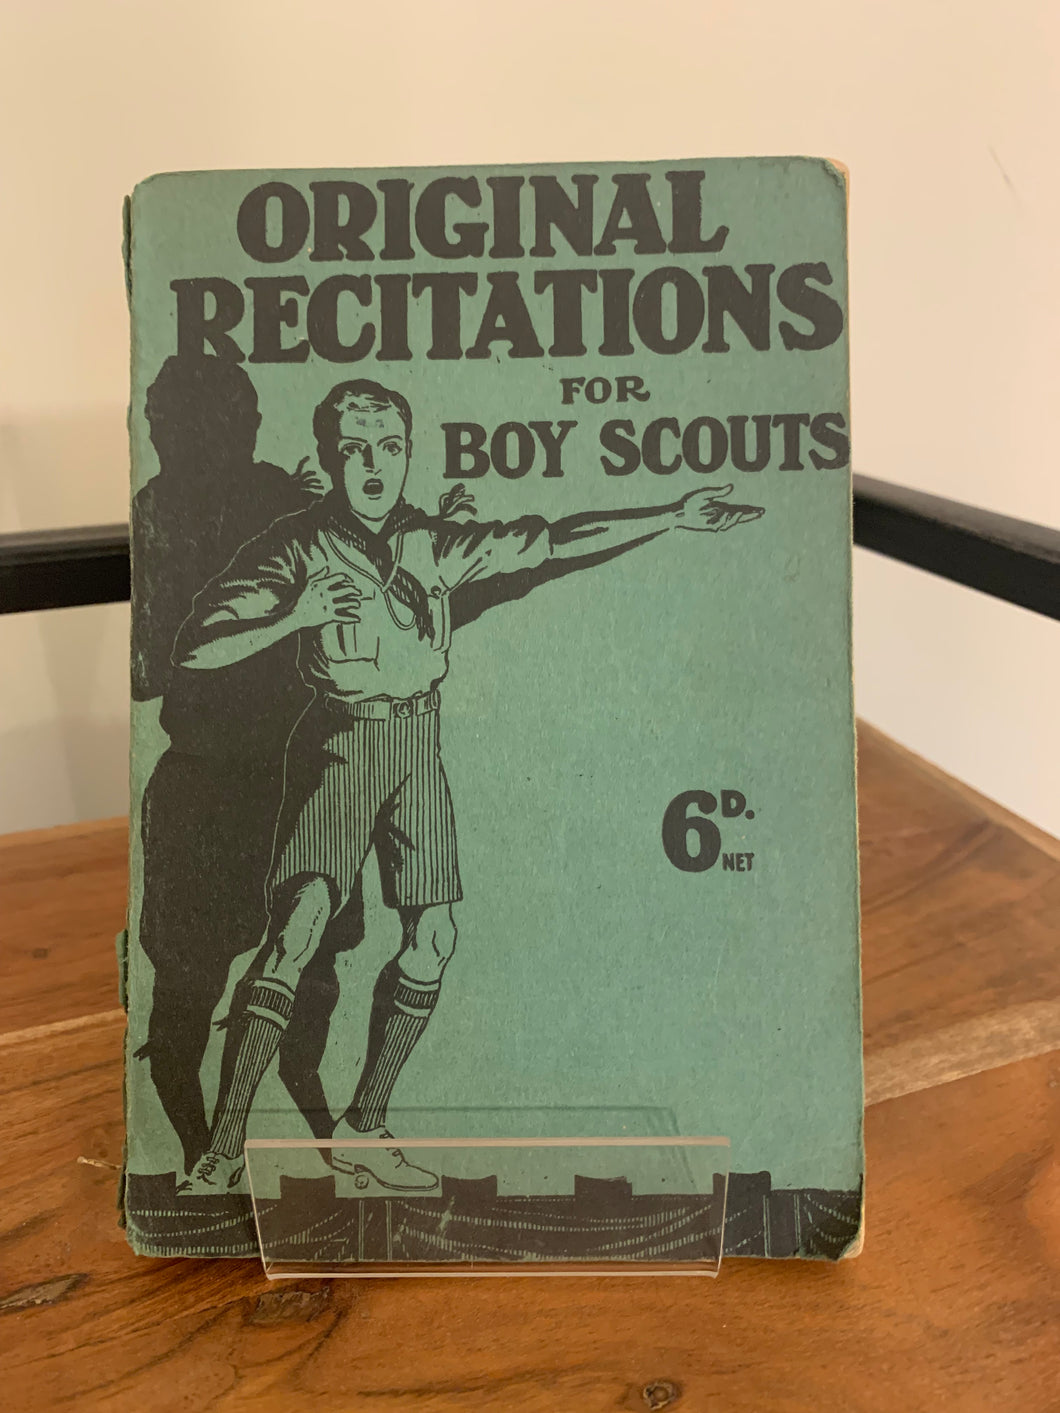 ORIGINAL
RECITATIONS
FOR
BOY SCOUTS
6D.
NET